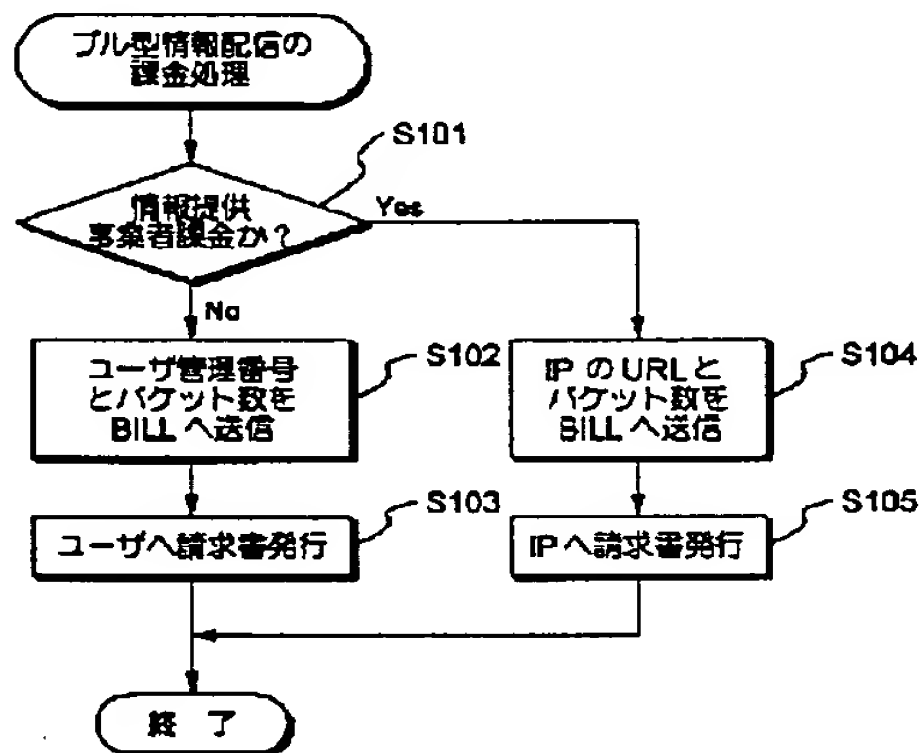 プル型情報配信の
課金処理
S101
情報提供
事業者課金か?
Yes
No
ユーザ管理番号
とパケット数を
BILLへ送信
S102
IPのURLと
パケット数を
BILLへ送信
S104
ユーザへ請求書発行
S103
IPへ請求書発行
S105
終了